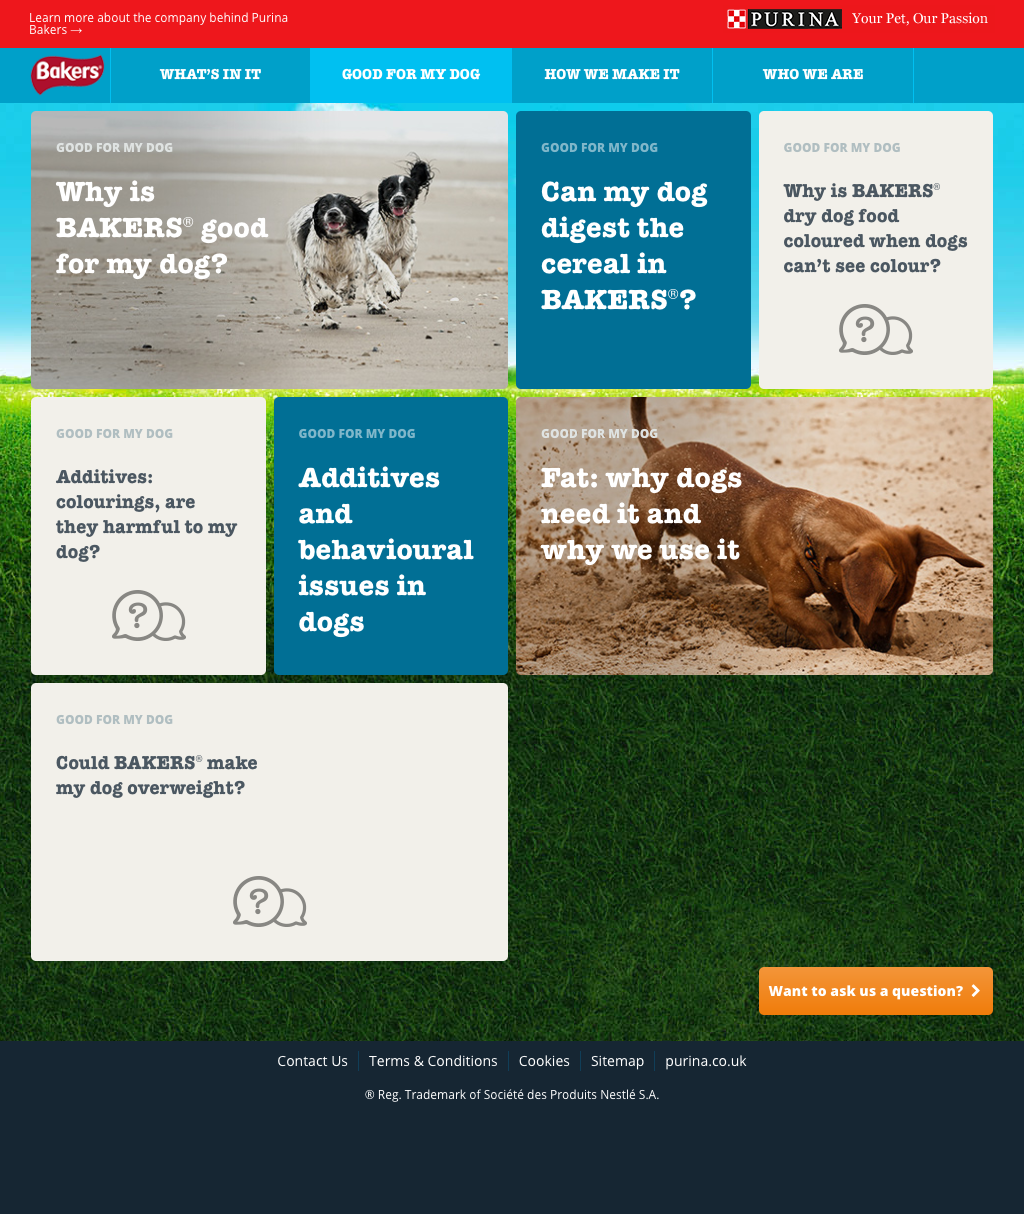 Learn more about the company behind Purina
Bakers →
PURINA Your Pet, Our Passion
Bakers®
WHAT'S IN IT
GOOD FOR MY DOG
HOW WE MAKE IT
WHO WE ARE
GOOD FOR MY DOG
Why is
BAKERS® good
for my dog?
GOOD FOR MY DOG
Can my dog
digest the
cereal in
BAKERS®?
GOOD FOR MY DOG
Why is BAKERS®
dry dog food
coloured when dogs
can't see colour?
?
GOOD FOR MY DOG
Additives:
colourings, are
they harmful to my
dog?
?
GOOD FOR MY DOG
Additives
and
behavioural
issues in
dogs
GOOD FOR MY DOG
Fat: why dogs
need it and
why we use it
GOOD FOR MY DOG
Could BAKERS® make
my dog overweight?
?
Want to ask us a question?
Contact Us
Terms & Conditions
Cookies
Sitemap
purina.co.uk
® Reg. Trademark of Société des Produits Nestlé S.A.